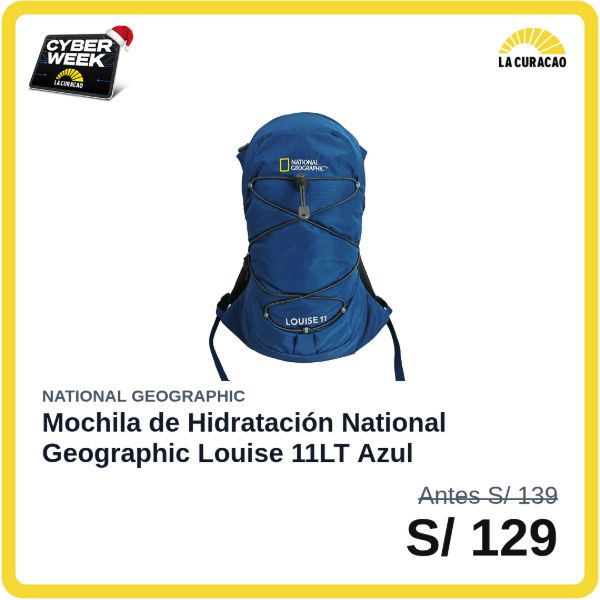 CYBER
WEEK
LA CURACAO
LA CURACAO
NATIONAL
GEOGRAPHIC™
LOUISE 11
NATIONAL GEOGRAPHIC
Mochila de Hidratación National
Geographic Louise 11LT Azul
Antes S/ 139
S/ 129